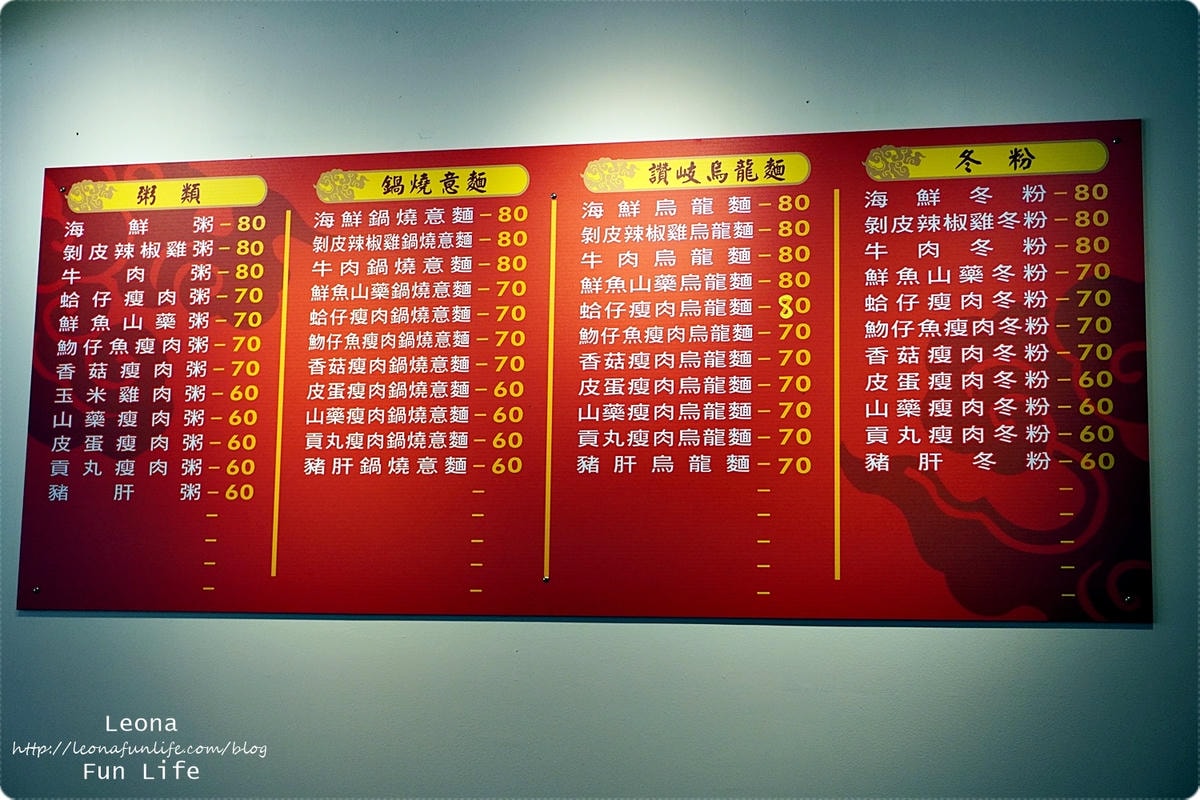 粥類
海鮮粥-80
剝皮辣椒雞粥-80
牛肉粥-80
蛤仔瘦肉粥-70
鮮魚山藥粥-70
魩仔魚瘦肉粥-70
香菇瘦肉粥-70
玉米雞肉粥-60
山藥瘦肉粥-60
皮蛋瘦肉粥-60
貢丸瘦肉粥-60
豬肝粥-60
鍋燒意麵
海鮮鍋燒意麵-80
剝皮辣椒雞鍋燒意麵-80
牛肉鍋燒意麵-80
鮮魚山藥鍋燒意麵-70
蛤仔瘦肉鍋燒意麵-70
魩仔魚瘦肉鍋燒意麵-70
香菇瘦肉鍋燒意麵-70
皮蛋瘦肉鍋燒意麵-60
山藥瘦肉鍋燒意麵-60
貢丸瘦肉鍋燒意麵-60
豬肝鍋燒意麵-60
讚岐烏龍麵
海鮮烏龍麵-80
剝皮辣椒雞烏龍麵-80
牛肉烏龍麵-80
鮮魚山藥烏龍麵-80
蛤仔瘦肉烏龍麵-80
魩仔魚瘦肉烏龍麵-70
香菇瘦肉烏龍麵-70
皮蛋瘦肉烏龍麵-70
山藥瘦肉烏龍麵-70
貢丸瘦肉烏龍麵-70
豬肝烏龍麵-70
冬粉
海鮮冬粉-80
剝皮辣椒雞冬粉-80
牛肉冬粉-80
鮮魚山藥冬粉-70
蛤仔瘦肉冬粉-70
魩仔魚瘦肉冬粉-70
香菇瘦肉冬粉-70
皮蛋瘦肉冬粉-60
山藥瘦肉冬粉-60
貢丸瘦肉冬粉-60
豬肝冬粉-60
Leona
http://leonafunlife.com/blog
Fun Life